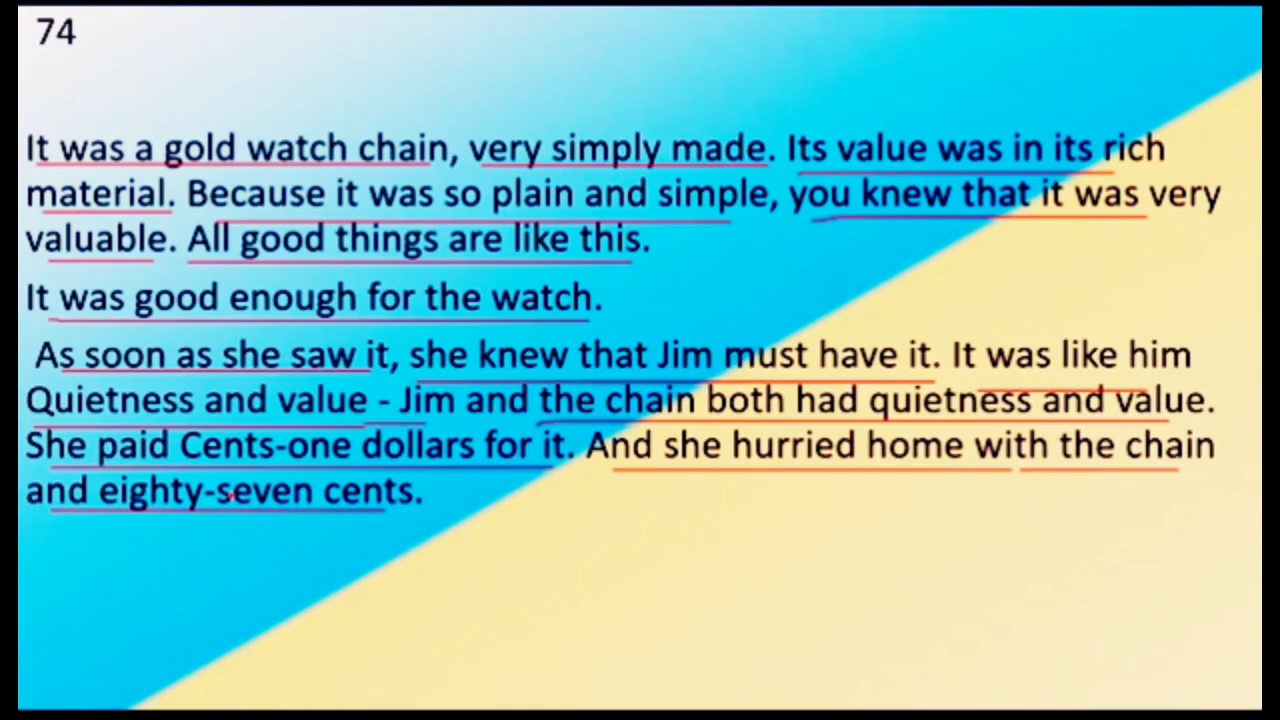 74
It was a gold watch chain, very simply made. Its value was in its rich
material. Because it was so plain and simple, you knew that it was very
valuable. All good things are like this.
It was good enough for the watch.
As soon as she saw it, she knew that Jim must have it. It was like him
Quietness and value - Jim and the chain both had quietness and value.
She paid Cents-one dollars for it. And she hurried home with the chain
and eighty-seven cents.